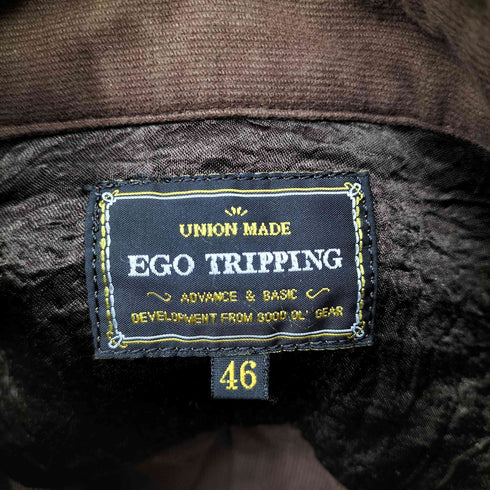 UNION MADE
EGO TRIPPING
ADVANCE & BASIC
DEVELOPMENT FROM GOOD OL' GEAR
46